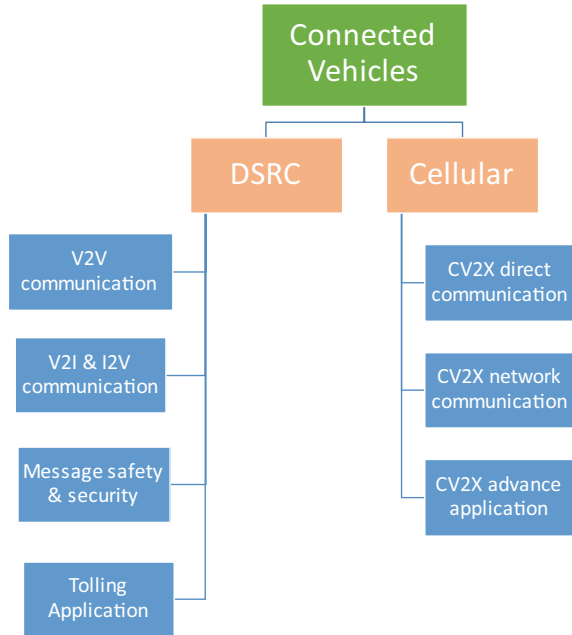 Connected
Vehicles
DSRC
Cellular
V2V
communication
V2I & I2V
communication
Message safety
& security
Tolling
Application
CV2X direct
communication
CV2X network
communication
CV2X advance
application